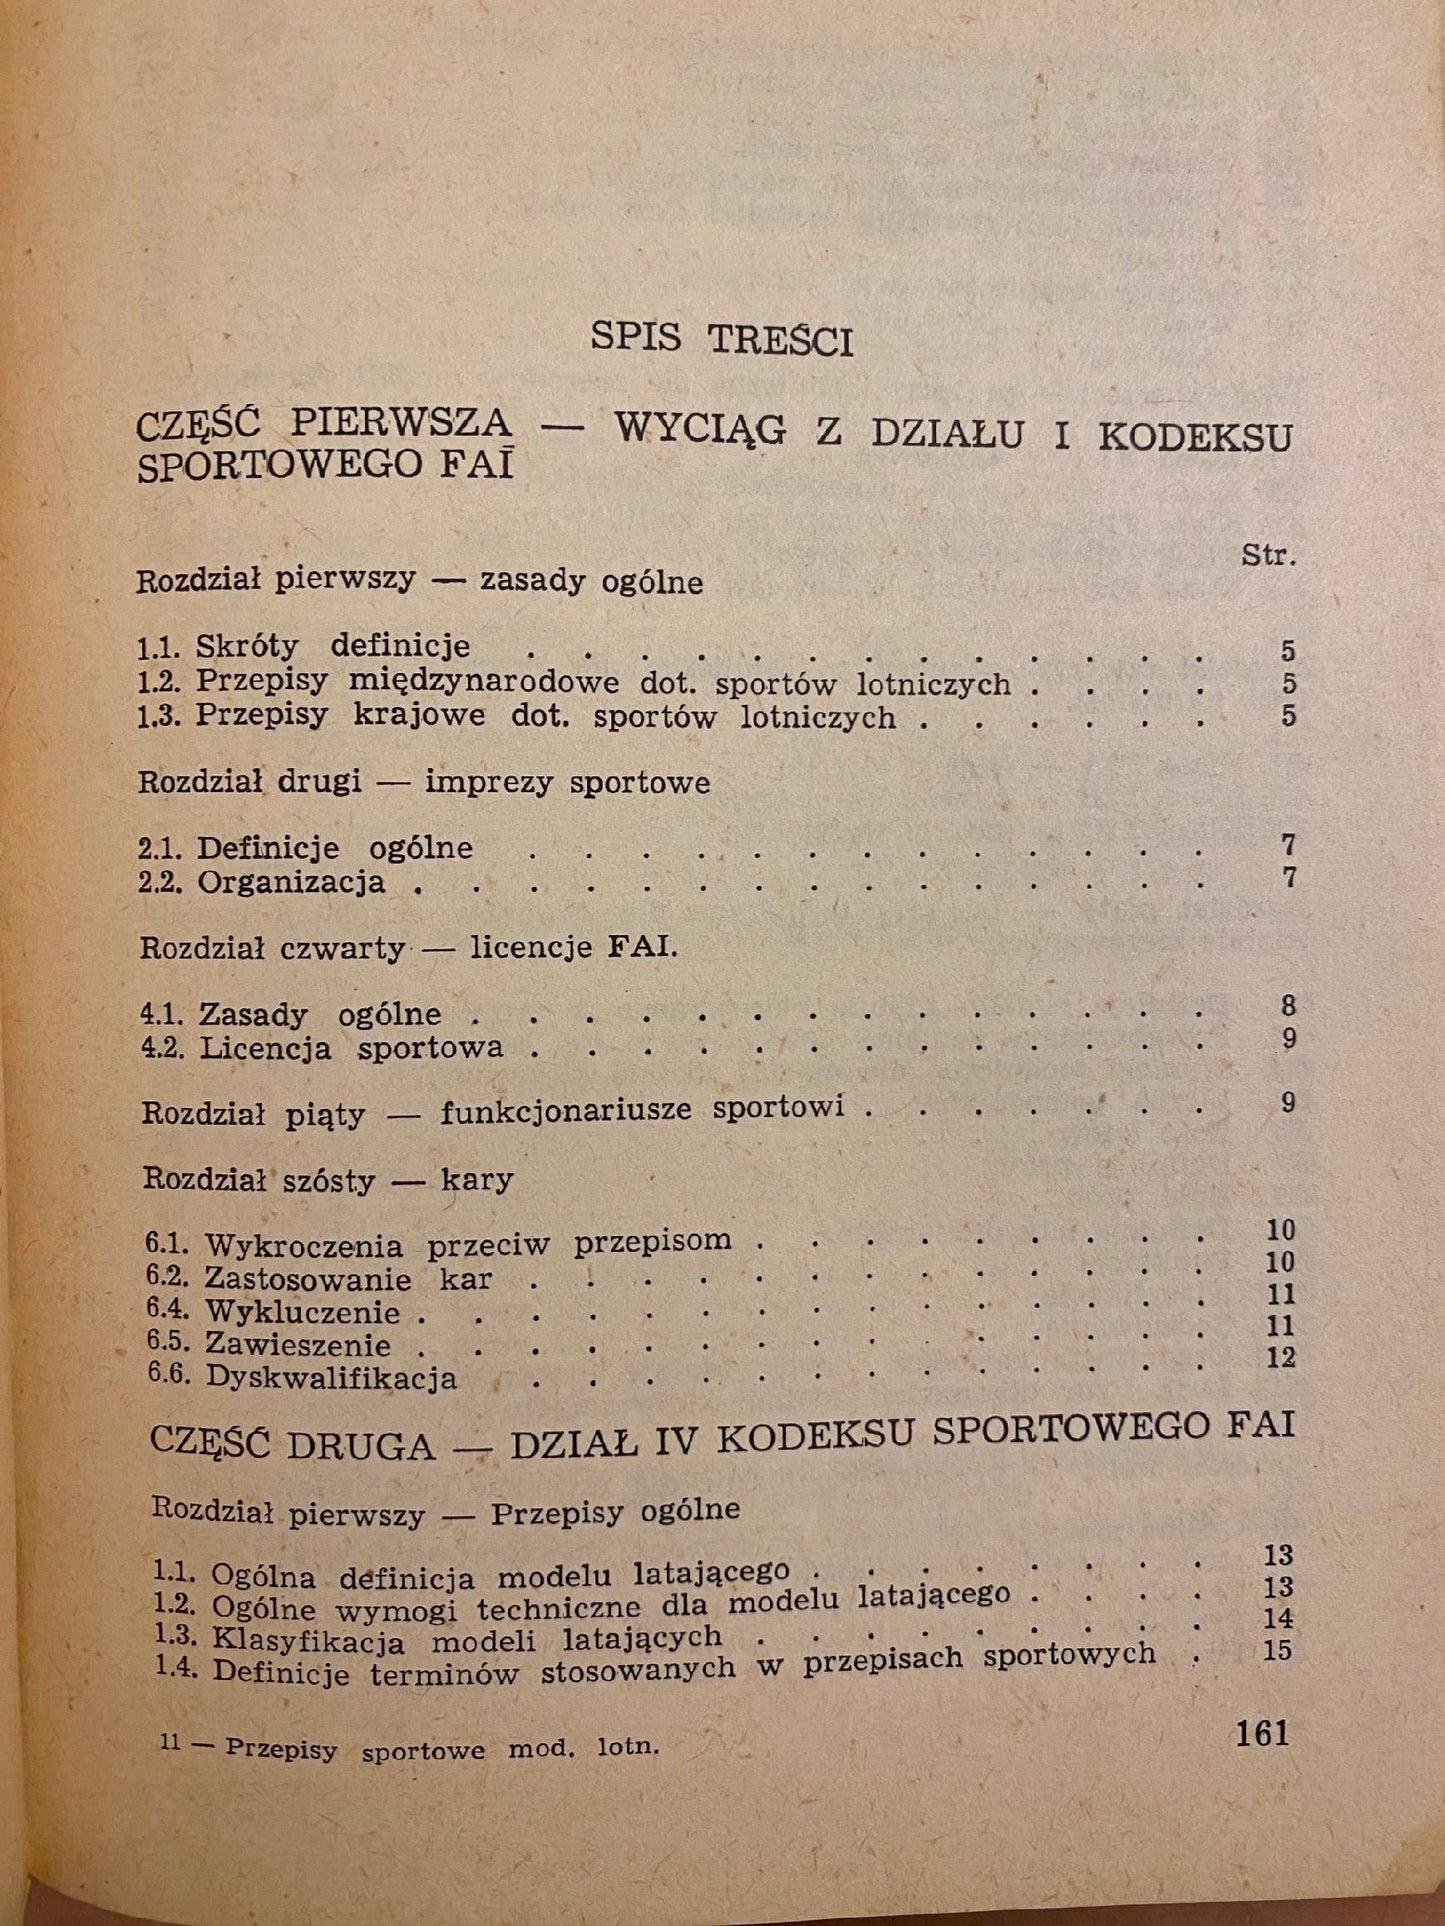 SPIS TREŚCI
CZĘŚĆ PIERWSZA — WYCIĄG Z DZIAŁU I KODEKSU
SPORTOWEGO FAI
Str.
Rozdział pierwszy — zasady ogólne
1.1. Skróty definicje . . . . . . . . . . . . . 5
1.2. Przepisy międzynarodowe dot. sportów lotniczych . . . . 5
1.3. Przepisy krajowe dot. sportów lotniczych . . . . . . 5
Rozdział drugi — imprezy sportowe
2.1. Definicje ogólne . . . . . . . . . . . . . 7
2.2. Organizacja . . . . . . . . . . . . . . . 7
Rozdział czwarty — licencje FAI.
4.1. Zasady ogólne . . . . . . . . . . . . . . 8
4.2. Licencja sportowa . . . . . . . . . . . . . 9
Rozdział piąty — funkcjonariusze sportowi . . . . . . . 9
Rozdział szósty — kary
6.1. Wykroczenia przeciw przepisom . . . . . . . . . 10
6.2. Zastosowanie kar . . . . . . . . . . . . . 10
6.4. Wykluczenie . . . . . . . . . . . . . . . 11
6.5. Zawieszenie . . . . . . . . . . . . . . . 11
6.6. Dyskwalifikacja . . . . . . . . . . . . . 12
CZĘŚĆ DRUGA — DZIAŁ IV KODEKSU SPORTOWEGO FAI
Rozdział pierwszy — Przepisy ogólne
1.1. Ogólna definicja modelu latającego . . . . . . . . 13
1.2. Ogólne wymogi techniczne dla modelu latającego . . . . 13
1.3. Klasyfikacja modeli latających . . . . . . . . . 14
1.4. Definicje terminów stosowanych w przepisach sportowych . 15
11 — Przepisy sportowe mod. lotn.
161